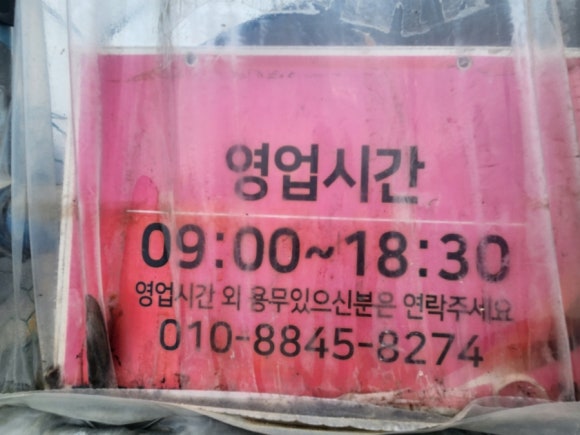 영업시간
09:00~18:30
영업시간 외 용무있으신분은 연락주세요
010-8845-8274